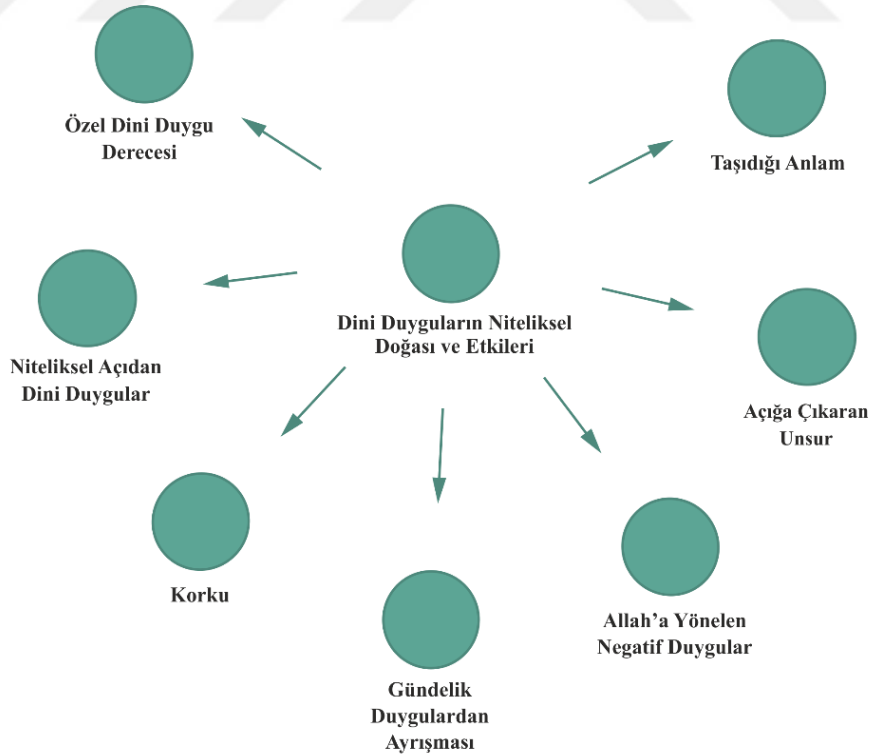 Özel Dini Duygu
Derecesi
Taşıdığı Anlam
Dini Duyguların Niteliksel
Doğası ve Etkileri
Niteliksel Açıdan
Dini Duygular
Açığa Çıkaran
Unsur
Korku
Allah'a Yönelen
Negatif Duygular
Gündelik
Duygulardan
Ayrışması